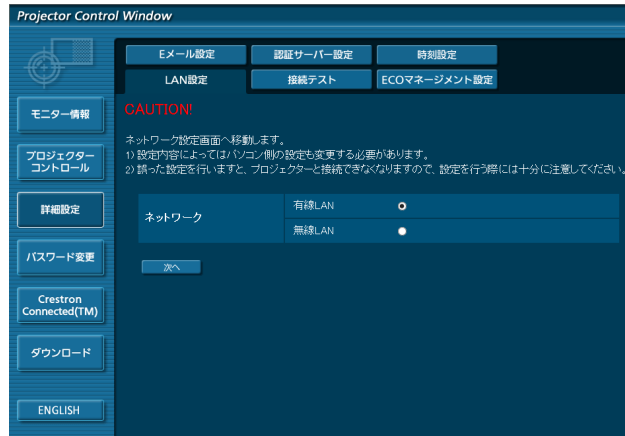 Projector Control Window
Eメール設定
認証サーバー設定
時刻設定
LAN設定
接続テスト
ECOマネージメント設定
モニター情報
プロジェクター
コントロール
詳細設定
パスワード変更
Crestron
Connected(TM)
ダウンロード
ENGLISH
CAUTION!
ネットワーク設定画面へ移動します。
1) 設定内容によってはパソコン側の設定も変更する必要があります。
2) 誤った設定を行いますと、プロジェクターと接続できなくなりますので、設定を行う際には十分に注意してください。
ネットワーク
有線LAN
無線LAN
次へ